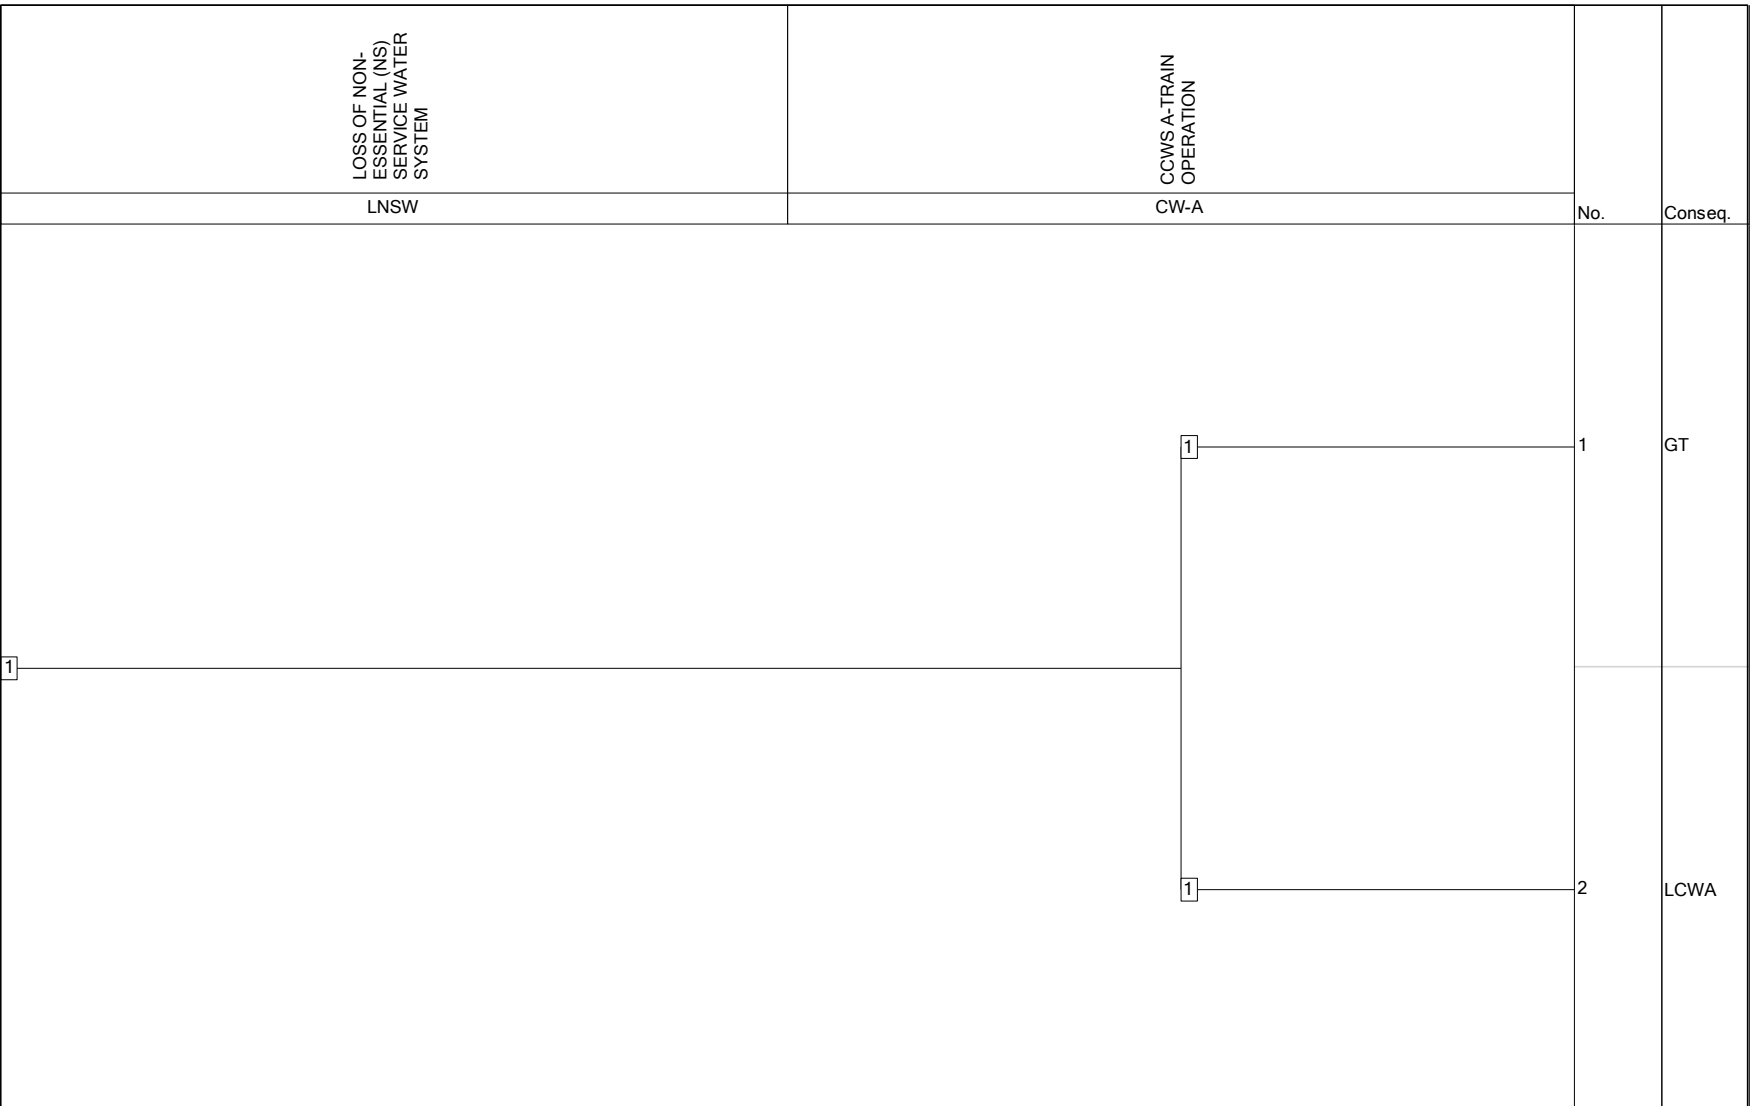 LOSS OF NON-
ESSENTIAL (NS)
SERVICE WATER
SYSTEM
CCWS A-TRAIN
OPERATION
LNSW
CW-A
No.
Conseq.
1
1
GT
1
1
2
LCWA